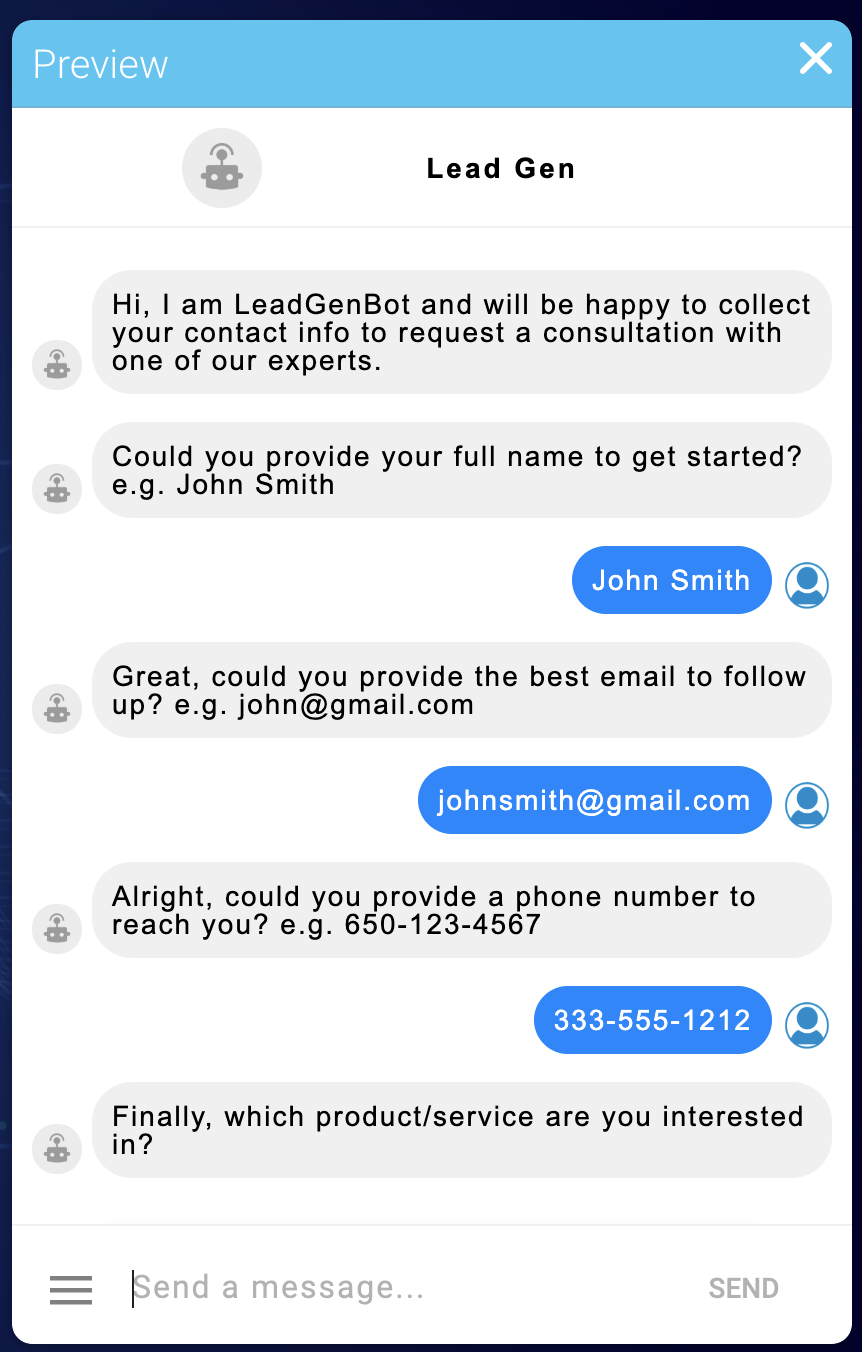 Preview
Lead Gen
Hi, I am LeadGenBot and will be happy to collect
your contact info to request a consultation with
one of our experts.
Could you provide your full name to get started?
e.g. John Smith
John Smith
Great, could you provide the best email to follow
up? e.g. john@gmail.com
johnsmith@gmail.com
Alright, could you provide a phone number to
reach you? e.g. 650-123-4567
333-555-1212
Finally, which product/service are you interested
in?
Send a message...
SEND